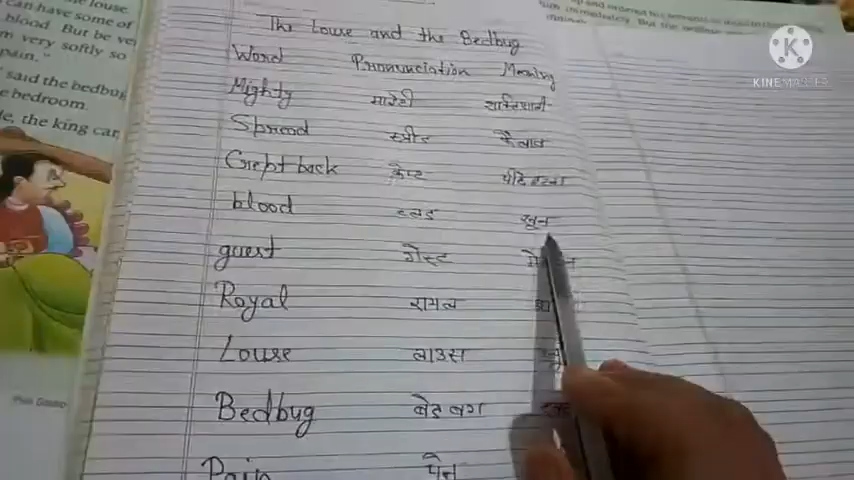 e louse
can have some of
blood. But be ve
m very softly so
pain."
said the bedbug
e bedroom.
le, the king can
KINEMASTER
The Louse and the Bedbug
Word Pronunciation Meaning
Mighty माइटी शक्तिशाली
Spread स्प्रेड फैलाव
Crept back क्रेप्ट पीछे हटना
blood ब्लड खून
guest गेस्ट
Royal रायल
Louse लाउस
Bedbug बेड बग
Pain पेन